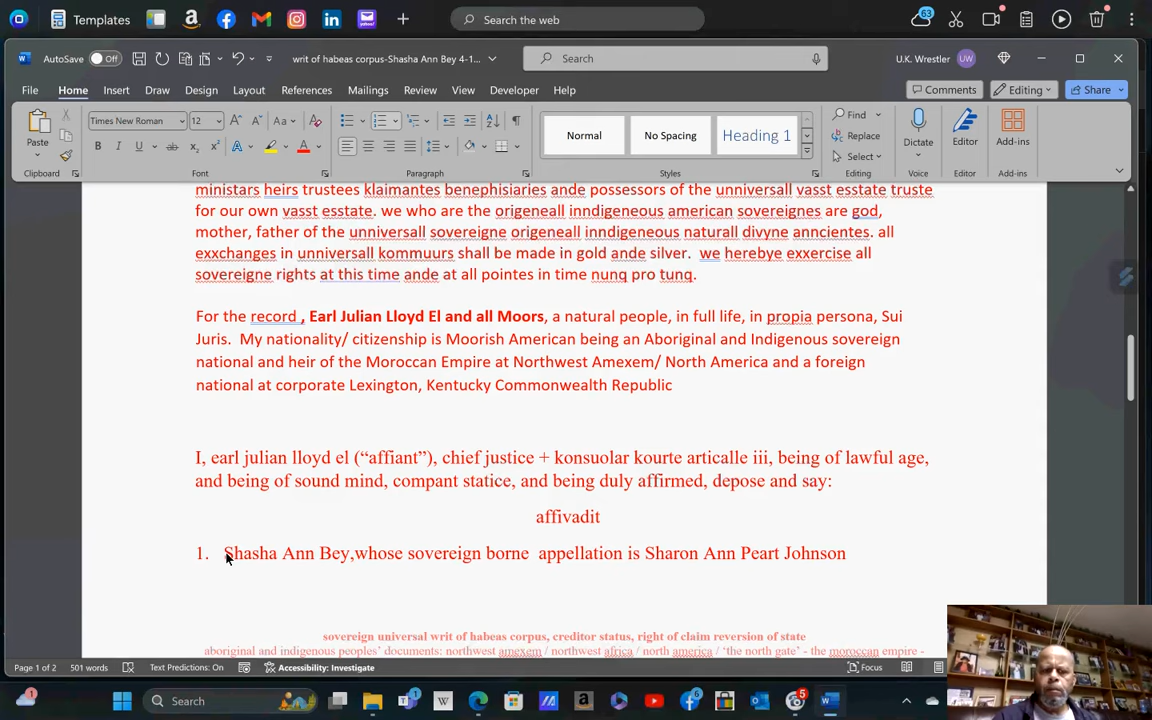 63
Templates
Search the web
AutoSave Off
writ of habeas corpus-Shasha Ann Bey 4-1...
Search
U.K. Wrestler UW
File Home Insert Draw Design Layout References Mailings Review View Developer Help
Comments Editing Share
Times New Roman 12
Paste
Normal
No Spacing
Heading 1
Find
Replace
Select
Dictate
Editor
Add-ins
Clipboard Font Paragraph Styles Editing Voice Editor Add-ins
ministars heirs trustees klaimantes benephisiaries ande possessors of the unniversall vasst esstate truste
for our own vasst esstate. we who are the origeneall inndigeneous american sovereignes are god,
mother, father of the unniversall sovereigne origeneall inndigeneous naturall divyne anncientes. all
exxchanges in unniversall kommuurs shall be made in gold ande silver. we herebye exxercise all
sovereigne rights at this time ande at all pointes in time nunq pro tunq.
For the record , Earl Julian Lloyd El and all Moors, a natural people, in full life, in propia persona, Sui
Juris. My nationality/ citizenship is Moorish American being an Aboriginal and Indigenous sovereign
national and heir of the Moroccan Empire at Northwest Amexem/ North America and a foreign
national at corporate Lexington, Kentucky Commonwealth Republic
I, earl julian lloyd el (“affiant”), chief justice + konsuolar kourte articalle iii, being of lawful age,
and being of sound mind, compant statice, and being duly affirmed, depose and say:
affivadit
1. Shasha Ann Bey,whose sovereign borne appellation is Sharon Ann Peart Johnson
sovereign universal writ of habeas corpus, creditor status, right of claim reversion of state
aboriginal and indigenous peoples’ documents: northwest amexem / northwest africa / north america / ‘the north gate’ - the moroccan empire -
Page 1 of 2 501 words Text Predictions: On Accessibility: Investigate Focus
Search